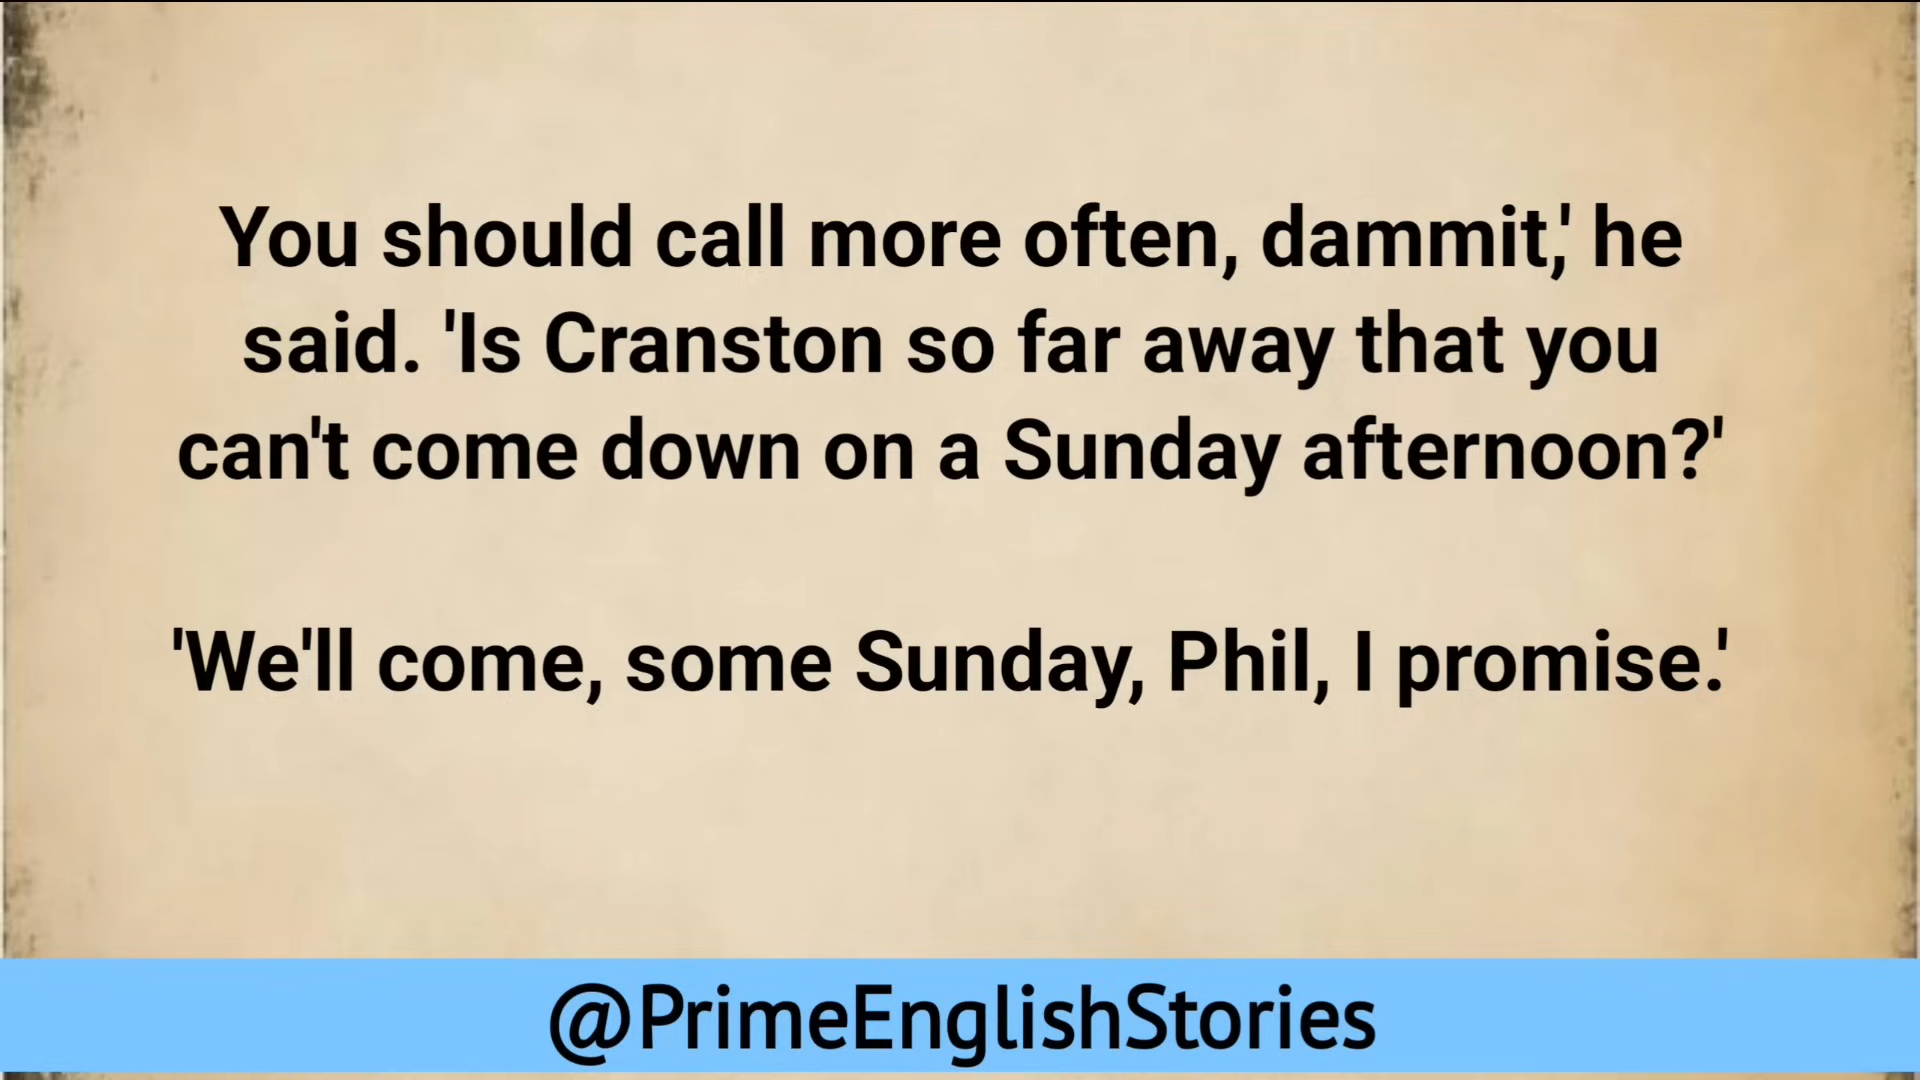 You should call more often, dammit,' he
said. 'Is Cranston so far away that you
can't come down on a Sunday afternoon?'
'We'll come, some Sunday, Phil, I promise.'
@PrimeEnglishStories